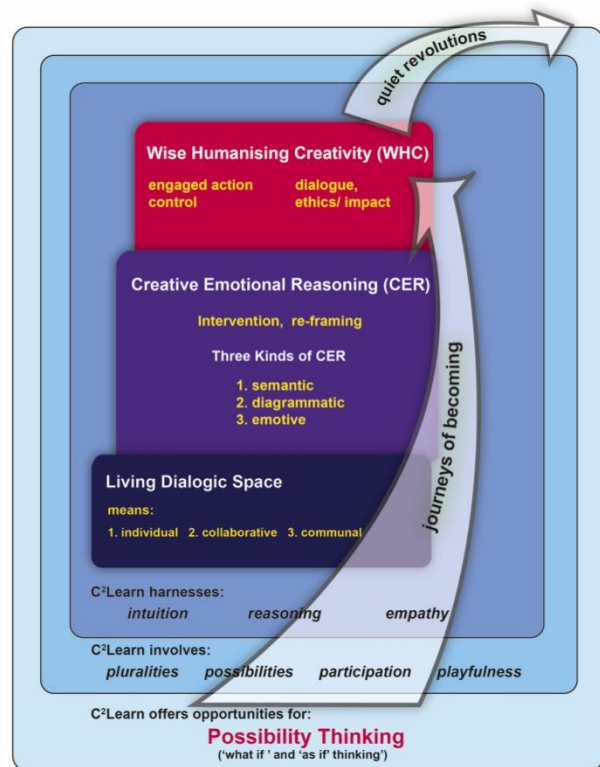 quiet revolutions
Wise Humanising Creativity (WHC)
engaged action
control
dialogue,
ethics/ impact
Creative Emotional Reasoning (CER)
Intervention, re-framing
Three Kinds of CER
1. semantic
2. diagrammatic
3. emotive
journeys of becoming
Living Dialogic Space
means:
1. individual 2. collaborative 3. communal
C²Learn harnesses:
intuition reasoning empathy
C²Learn involves:
pluralities possibilities participation playfulness
C²Learn offers opportunities for:
Possibility Thinking
('what if ' and 'as if' thinking')